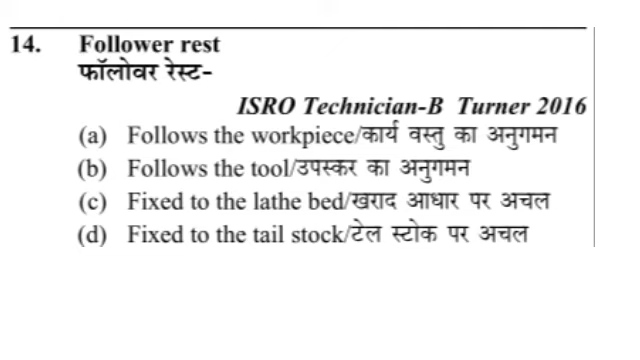 14. Follower rest
फॉलोवर रेस्ट-
ISRO Technician-B Turner 2016
(a) Follows the workpiece/कार्य वस्तु का अनुगमन
(b) Follows the tool/उपस्कर का अनुगमन
(c) Fixed to the lathe bed/खराद आधार पर अचल
(d) Fixed to the tail stock/टेल स्टोक पर अचल